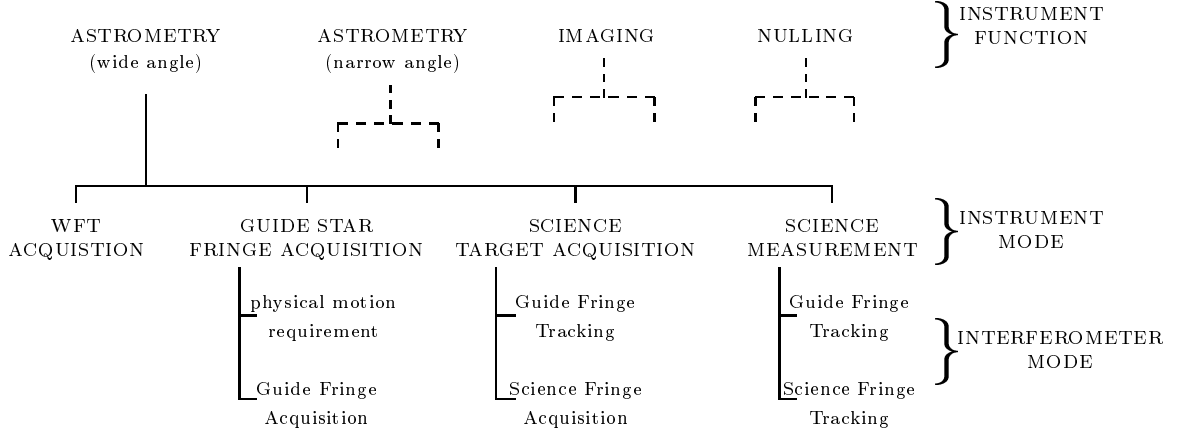 ASTROMETRY
(wide angle)
ASTROMETRY
(narrow angle)
IMAGING
NULLING
INSTRUMENT
FUNCTION
WFT
ACQUISTION
GUIDE STAR
FRINGE ACQUISITION
SCIENCE
TARGET ACQUISITION
SCIENCE
MEASUREMENT
INSTRUMENT
MODE
physical motion
requirement
Guide Fringe
Acquisition
Guide Fringe
Tracking
Science Fringe
Acquisition
Guide Fringe
Tracking
Science Fringe
Tracking
INTERFEROMETER
MODE